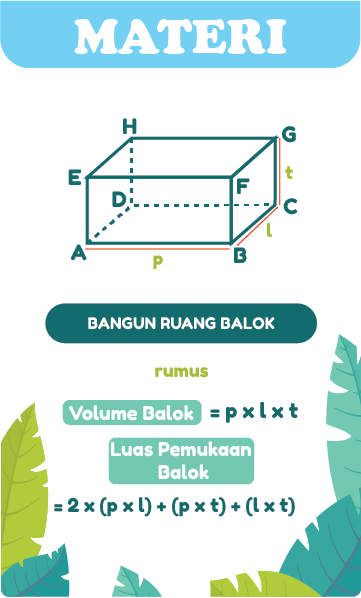 MATERI
H
G
E
F
t
D
C
A
B
l
p
BANGUN RUANG BALOK
rumus
Volume Balok = p x l x t
Luas Pemukaan
Balok
= 2 x (p x l) + (p x t) + (l x t)